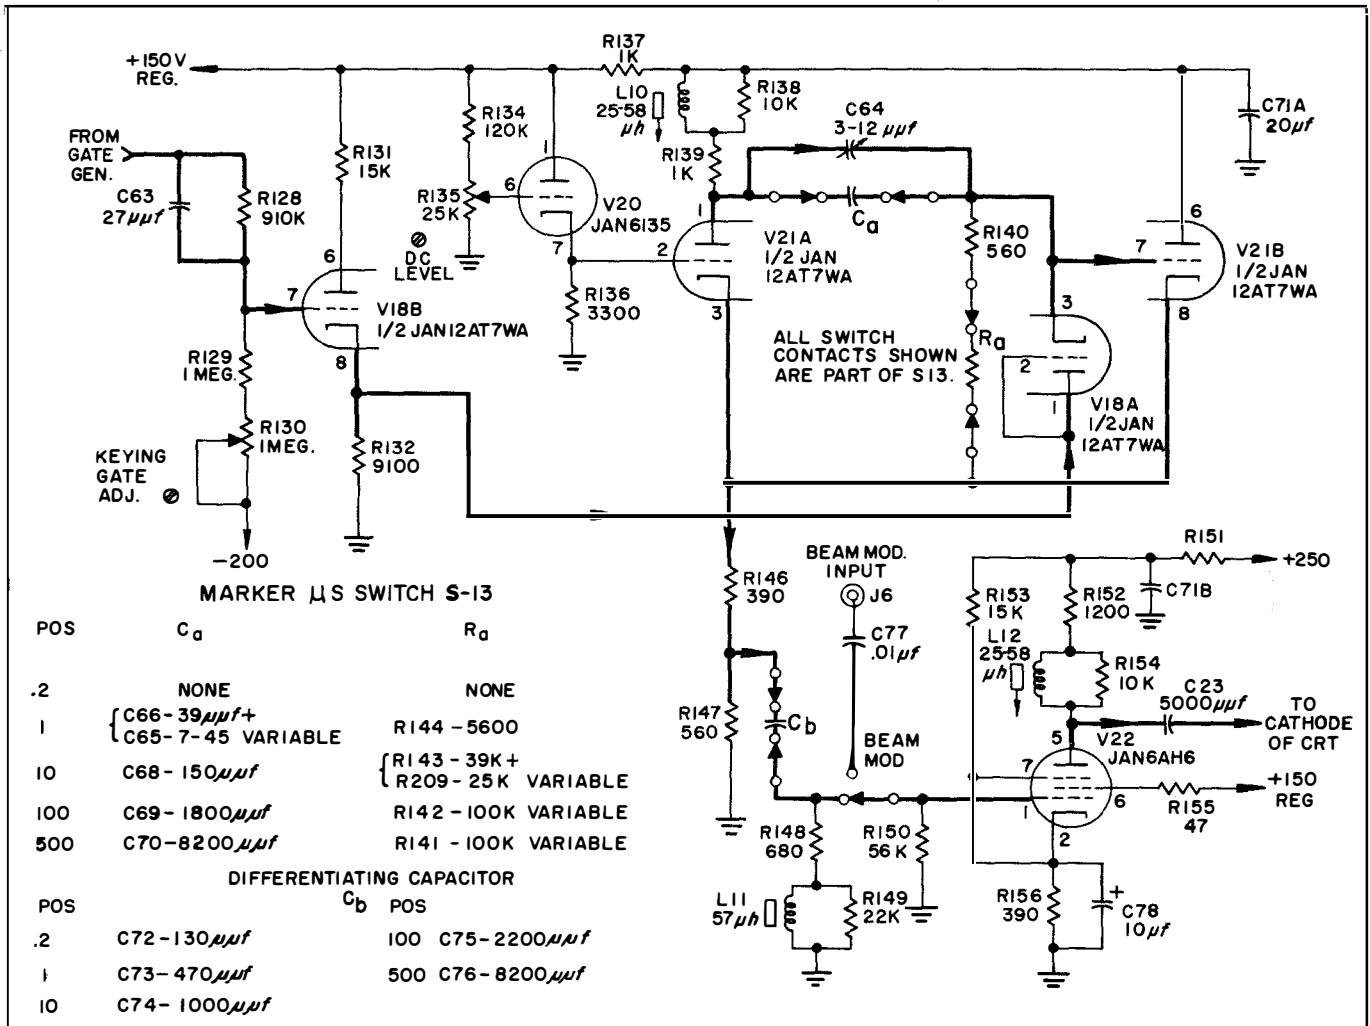 +150V
REG.
R137
1K
L10
25-58
μh
R138
10K
C64
3-12 μμf
C71A
20μf
FROM
GATE
GEN.
C63
27μμf
R128
910K
R131
15K
R134
120K
R135
25K
DC
LEVEL
1
6
7
V20
JAN6135
R136
3300
R139
1K
1
2
3
V21A
1/2 JAN
12AT7WA
Ca
R140
560
Ra
ALL SWITCH
CONTACTS SHOWN
ARE PART OF S13.
6
7
8
V21B
1/2 JAN
12AT7WA
3
2
1
V18A
1/2 JAN
12AT7WA
6
7
8
V18B
1/2 JAN12AT7WA
R129
1 MEG.
R130
1MEG.
KEYING
GATE
ADJ.
-200
R132
9100
MARKER μS SWITCH S-13
POS Ca Ra
.2 NONE NONE
1 { C66-39μμf+ R144-5600
C65-7-45 VARIABLE
10 C68-150μμf { R143-39K+
R209-25K VARIABLE
100 C69-1800μμf R142-100K VARIABLE
500 C70-8200μμf R141-100K VARIABLE
DIFFERENTIATING CAPACITOR
POS Cb POS
.2 C72-130μμf 100 C75-2200μμf
1 C73-470μμf 500 C76-8200μμf
10 C74-1000μμf
R146
390
R147
560
Cb
BEAM MOD.
INPUT
J6
C77
.01μf
BEAM
MOD
R148
680
R150
56K
L11
57μh
R149
22K
R151
+250
R153
15K
R152
1200
C71B
L12
25-58
μh
R154
10K
C23
5000μμf
TO
CATHODE
OF CRT
5
V22
JAN6AH6
7
1
6
2
R155
47
+150
REG
R156
390
+
C78
10μf